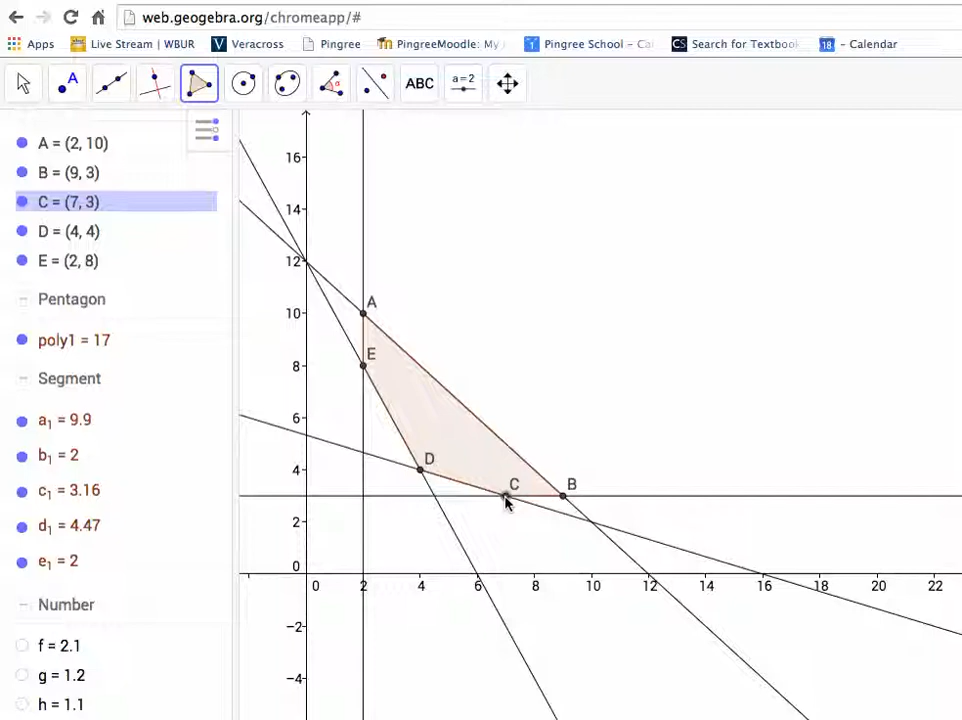 web.geogebra.org/chromeapp/#
Apps Live Stream | WBUR Veracross Pingree PingreeMoodle: My Pingree School - Ca Search for Textbook - Calendar
CS
1
18
A
ABC
a=2
α
A = (2, 10)
B = (9, 3)
C = (7, 3)
D = (4, 4)
E = (2, 8)
Pentagon
poly1 = 17
Segment
a₁ = 9.9
b₁ = 2
c₁ = 3.16
d₁ = 4.47
e₁ = 2
Number
f = 2.1
g = 1.2
h = 1.1
16
14
12
10
8
6
4
2
0
−2
−4
A
E
D
C
B
0 2 4 6 8 10 12 14 16 18 20 22